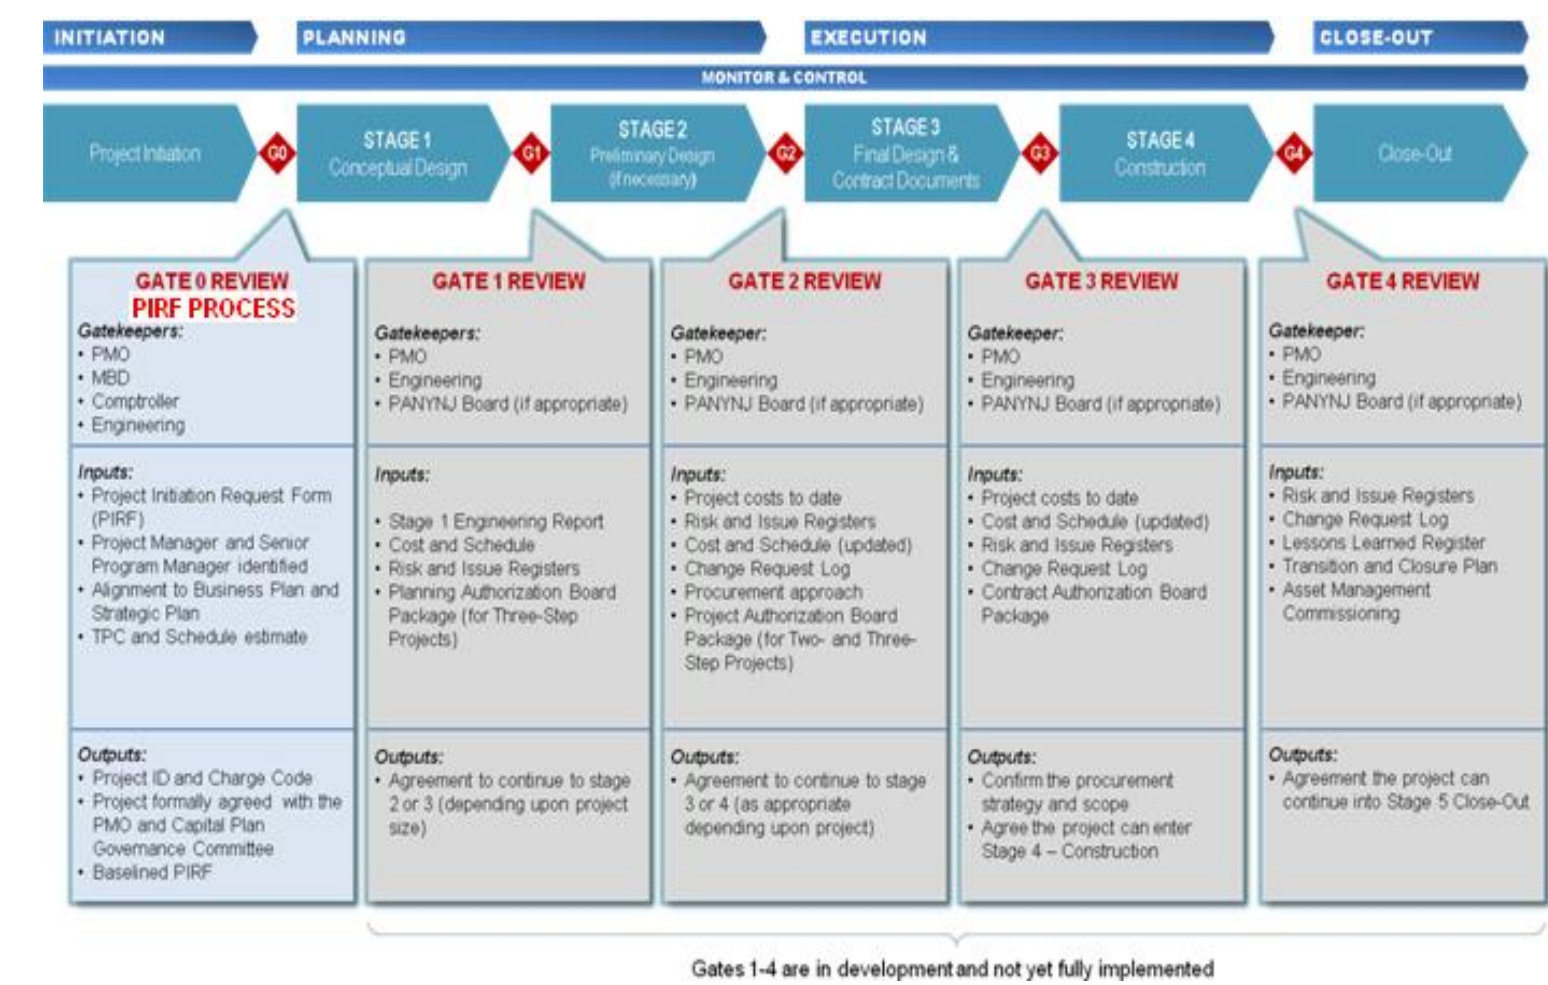 INITIATION
PLANNING
EXECUTION
CLOSE-OUT
MONITOR & CONTROL
Project Initiation
G0
STAGE 1
Conceptual Design
G1
STAGE 2
Preliminary Design
(if necessary)
G2
STAGE 3
Final Design &
Contract Documents
G3
STAGE 4
Construction
G4
Close-Out
GATE 0 REVIEW
PIRF PROCESS
Gatekeepers:
• PMO
• MBD
• Comptroller
• Engineering
Inputs:
• Project Initiation Request Form
(PIRF)
• Project Manager and Senior
Program Manager identified
• Alignment to Business Plan and
Strategic Plan
• TPC and Schedule estimate
Outputs:
• Project ID and Charge Code
• Project formally agreed with the
PMO and Capital Plan
Governance Committee
• Baselined PIRF
GATE 1 REVIEW
Gatekeepers:
• PMO
• Engineering
• PANYNJ Board (if appropriate)
Inputs:
• Stage 1 Engineering Report
• Cost and Schedule
• Risk and Issue Registers
• Planning Authorization Board
Package (for Three-Step
Projects)
Outputs:
• Agreement to continue to stage
2 or 3 (depending upon project
size)
GATE 2 REVIEW
Gatekeeper:
• PMO
• Engineering
• PANYNJ Board (if appropriate)
Inputs:
• Project costs to date
• Risk and Issue Registers
• Cost and Schedule (updated)
• Change Request Log
• Procurement approach
• Project Authorization Board
Package (for Two- and Three-
Step Projects)
Outputs:
• Agreement to continue to stage
3 or 4 (as appropriate
depending upon project)
GATE 3 REVIEW
Gatekeeper:
• PMO
• Engineering
• PANYNJ Board (if appropriate)
Inputs:
• Project costs to date
• Cost and Schedule (updated)
• Risk and Issue Registers
• Change Request Log
• Contract Authorization Board
Package
Outputs:
• Confirm the procurement
strategy and scope
• Agree the project can enter
Stage 4 – Construction
GATE 4 REVIEW
Gatekeeper:
• PMO
• Engineering
• PANYNJ Board (if appropriate)
Inputs:
• Risk and Issue Registers
• Change Request Log
• Lessons Learned Register
• Transition and Closure Plan
• Asset Management
Commissioning
Outputs:
• Agreement the project can
continue into Stage 5 Close-Out
Gates 1-4 are in development and not yet fully implemented